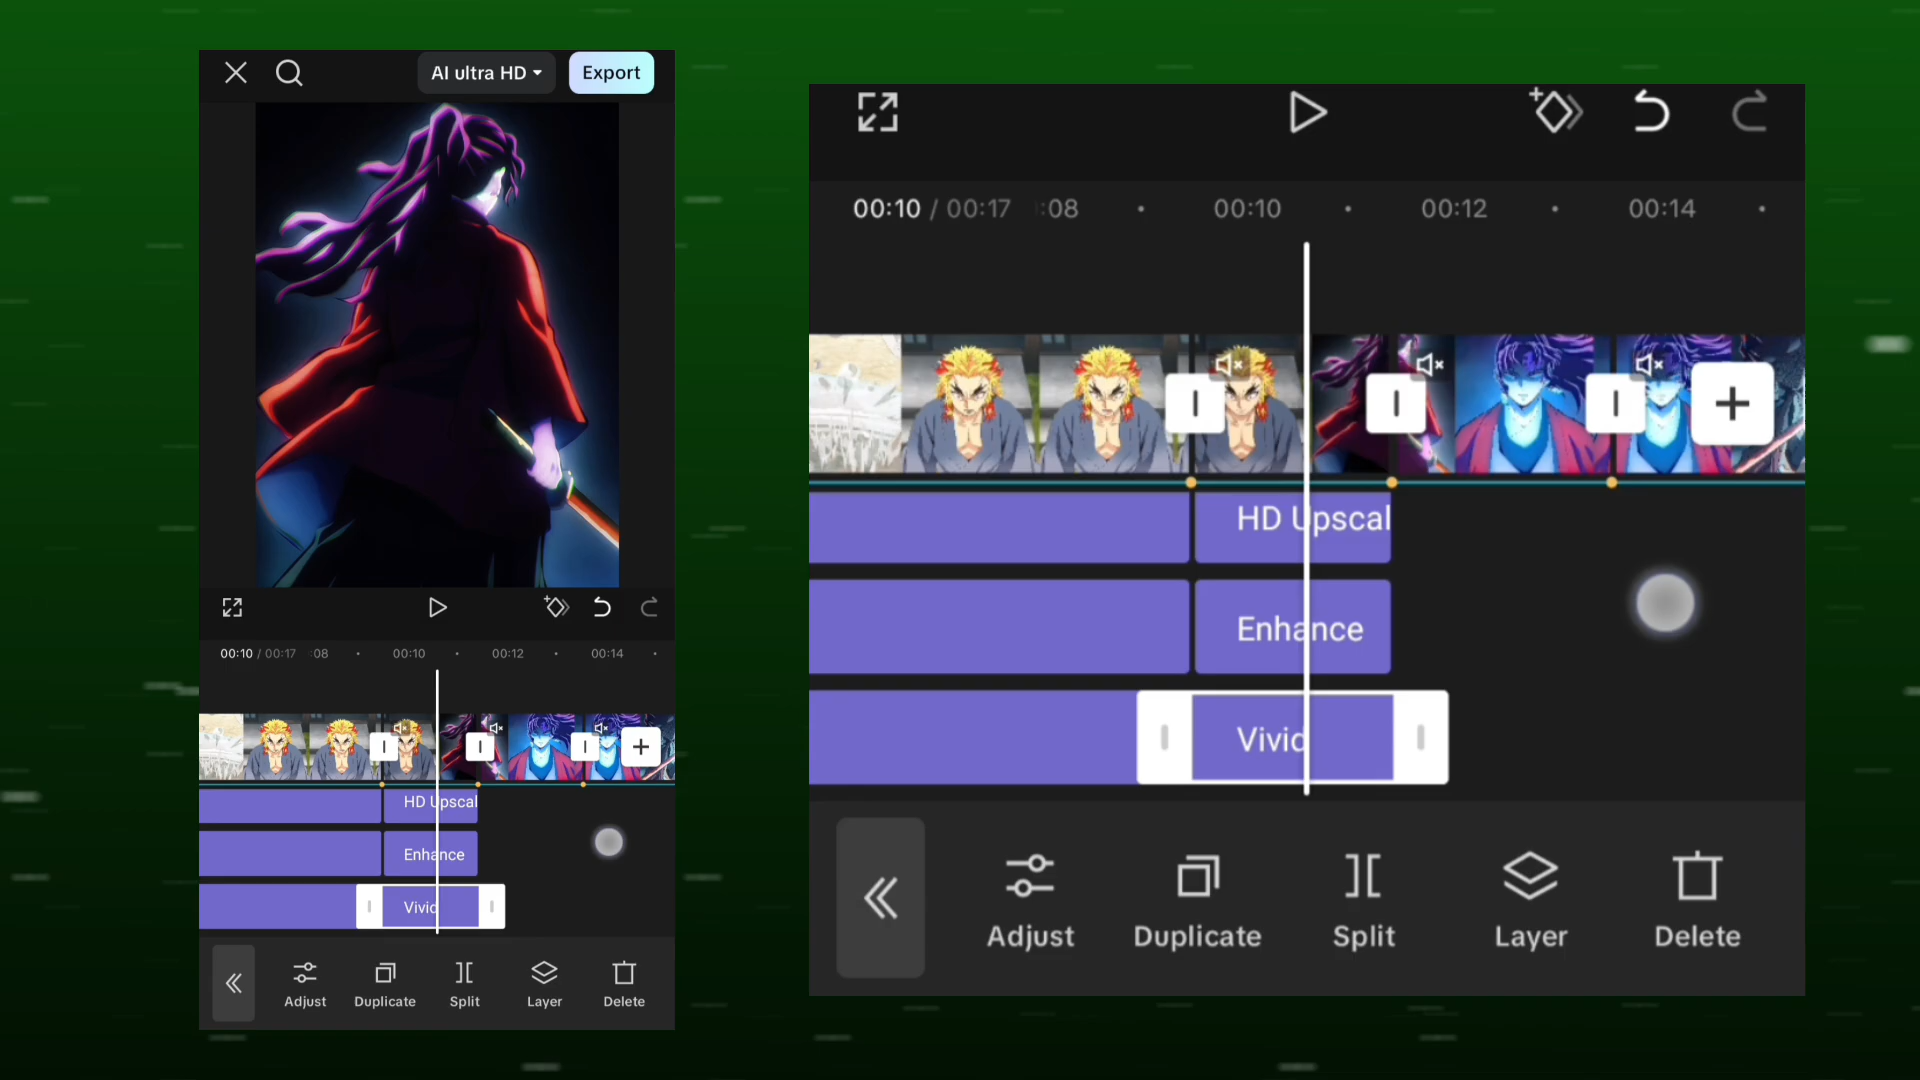 AI ultra HD Export
00:10 / 00:17 :08 00:10 00:12 00:14
HD Upscal
Enhance
Vivid
Adjust Duplicate Split Layer Delete
00:10 / 00:17 :08 00:10 00:12 00:14
HD Upscal
Enhance
Vivid
Adjust Duplicate Split Layer Delete